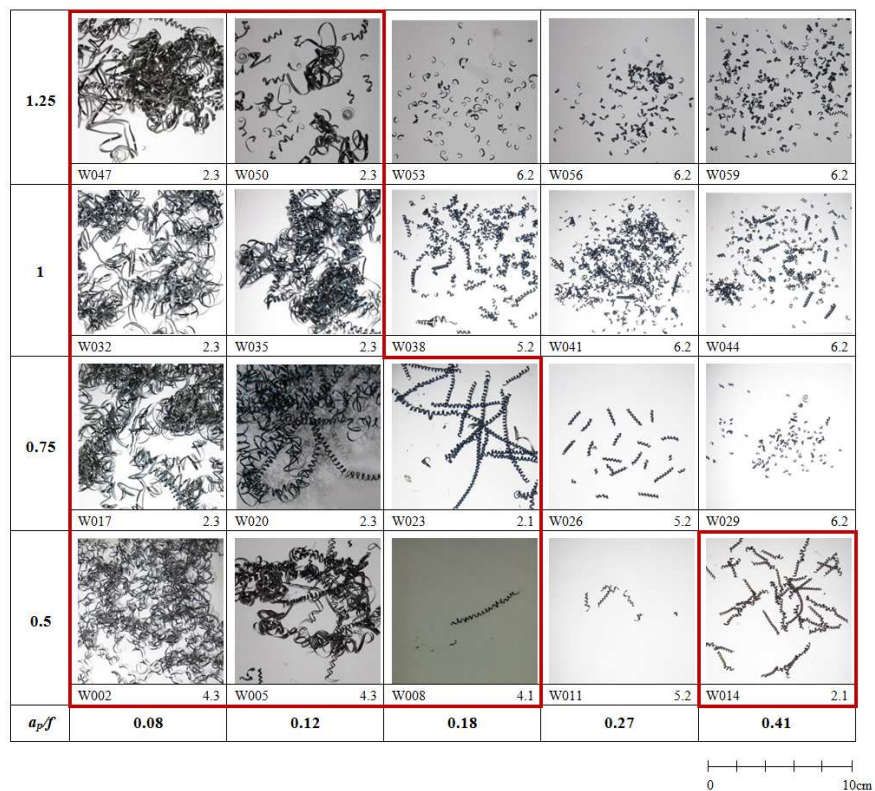 1.25
W047 2.3 W050 2.3 W053 6.2 W056 6.2 W059 6.2
1
W032 2.3 W035 2.3 W038 5.2 W041 6.2 W044 6.2
0.75
W017 2.3 W020 2.3 W023 2.1 W026 5.2 W029 6.2
0.5
W002 4.3 W005 4.3 W008 4.1 W011 5.2 W014 2.1
ap/f 0.08 0.12 0.18 0.27 0.41
0 10cm